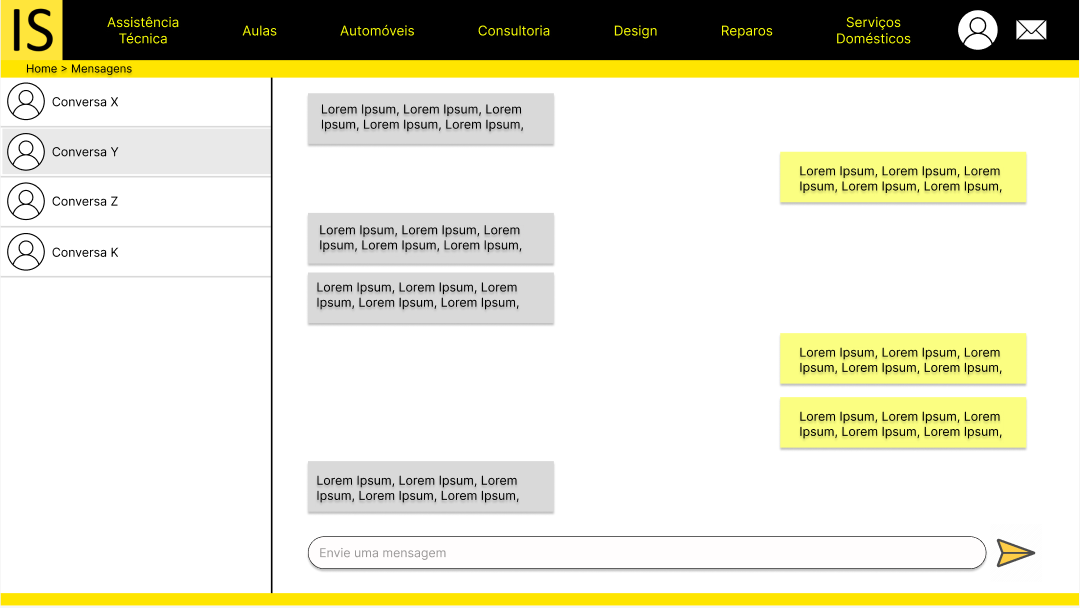 IS
Assistência
Técnica
Aulas
Automóveis
Consultoria
Design
Reparos
Serviços
Domésticos
Home > Mensagens
Conversa X
Conversa Y
Conversa Z
Conversa K
Lorem Ipsum, Lorem Ipsum, Lorem
Ipsum, Lorem Ipsum, Lorem Ipsum,
Lorem Ipsum, Lorem Ipsum, Lorem
Ipsum, Lorem Ipsum, Lorem Ipsum,
Lorem Ipsum, Lorem Ipsum, Lorem
Ipsum, Lorem Ipsum, Lorem Ipsum,
Lorem Ipsum, Lorem Ipsum, Lorem
Ipsum, Lorem Ipsum, Lorem Ipsum,
Lorem Ipsum, Lorem Ipsum, Lorem
Ipsum, Lorem Ipsum, Lorem Ipsum,
Lorem Ipsum, Lorem Ipsum, Lorem
Ipsum, Lorem Ipsum, Lorem Ipsum,
Lorem Ipsum, Lorem Ipsum, Lorem
Ipsum, Lorem Ipsum, Lorem Ipsum,
Envie uma mensagem